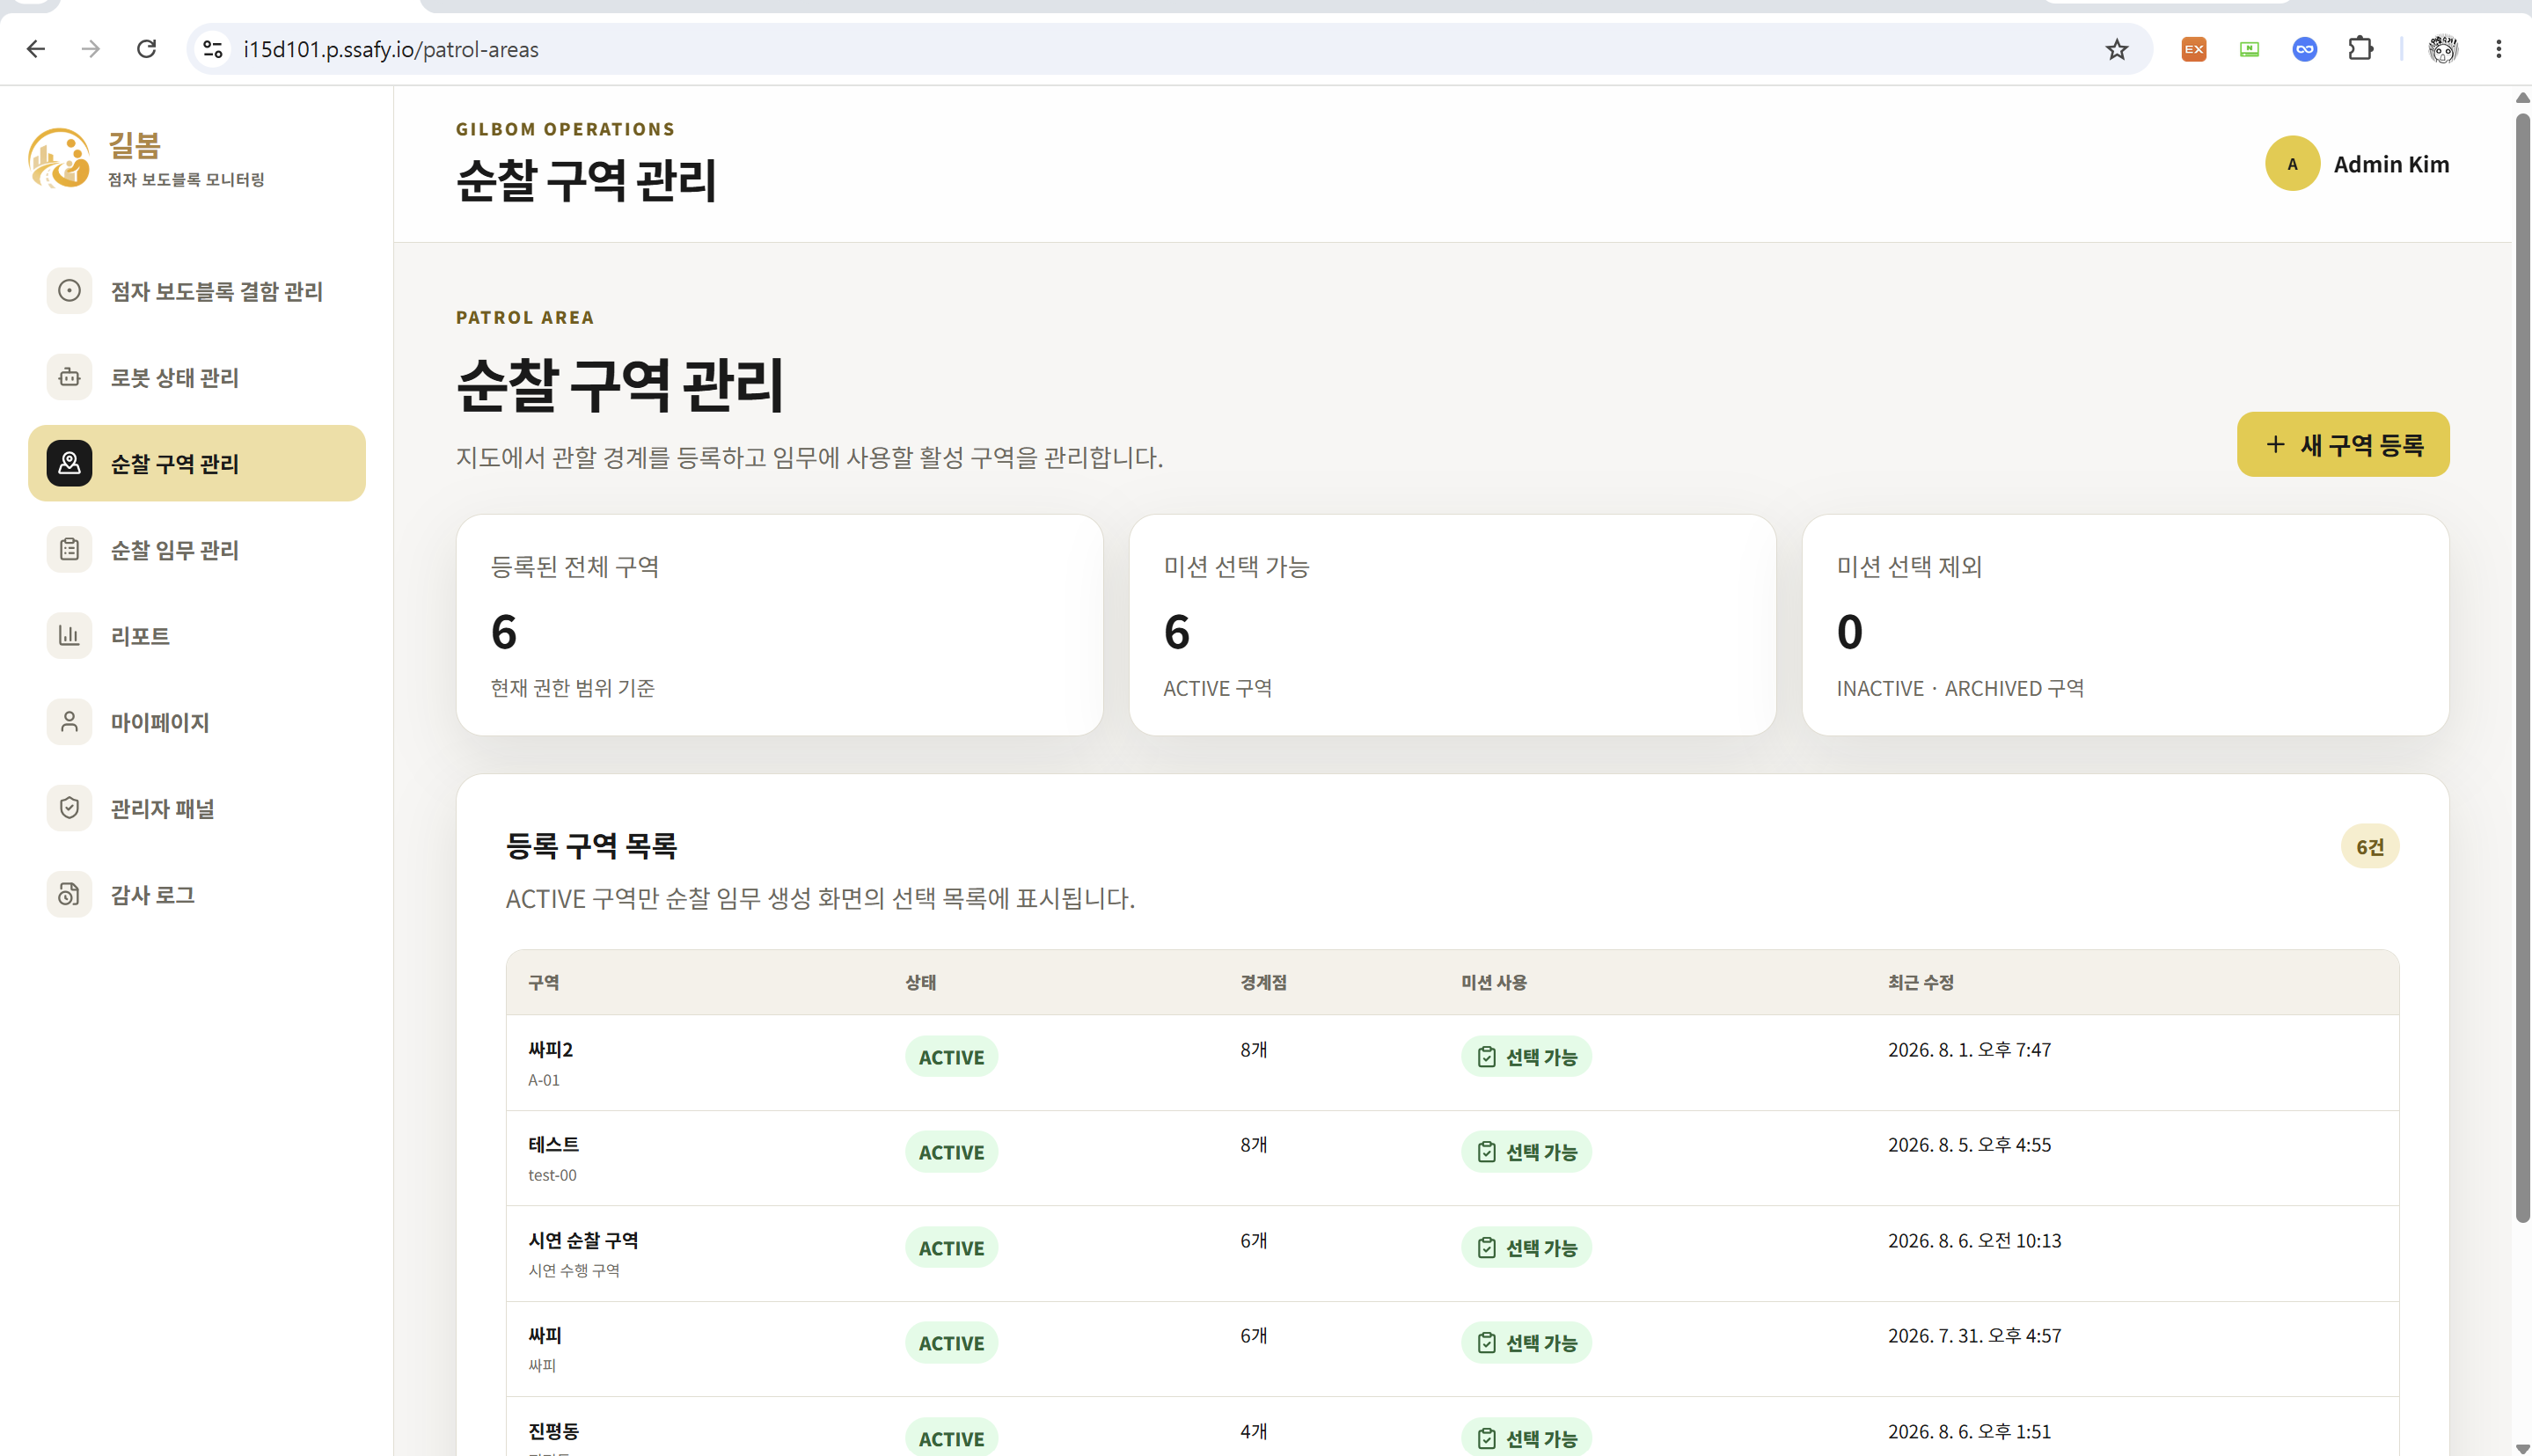 i15d101.p.ssafy.io/patrol-areas
EX
N
길봄
점자 보도블록 모니터링
점자 보도블록 결함 관리
로봇 상태 관리
순찰 구역 관리
순찰 임무 관리
리포트
마이페이지
관리자 패널
감사 로그
GILBOM OPERATIONS
순찰 구역 관리
A
Admin Kim
PATROL AREA
순찰 구역 관리
지도에서 관할 경계를 등록하고 임무에 사용할 활성 구역을 관리합니다.
+ 새 구역 등록
등록된 전체 구역
6
현재 권한 범위 기준
미션 선택 가능
6
ACTIVE 구역
미션 선택 제외
0
INACTIVE · ARCHIVED 구역
등록 구역 목록
6건
ACTIVE 구역만 순찰 임무 생성 화면의 선택 목록에 표시됩니다.
구역 상태 경계점 미션 사용 최근 수정
싸피2 ACTIVE 8개 선택 가능 2026. 8. 1. 오후 7:47
A-01
테스트 ACTIVE 8개 선택 가능 2026. 8. 5. 오후 4:55
test-00
시연 순찰 구역 ACTIVE 6개 선택 가능 2026. 8. 6. 오전 10:13
시연 수행 구역
싸피 ACTIVE 6개 선택 가능 2026. 7. 31. 오후 4:57
싸피
진평동 ACTIVE 4개 선택 가능 2026. 8. 6. 오후 1:51